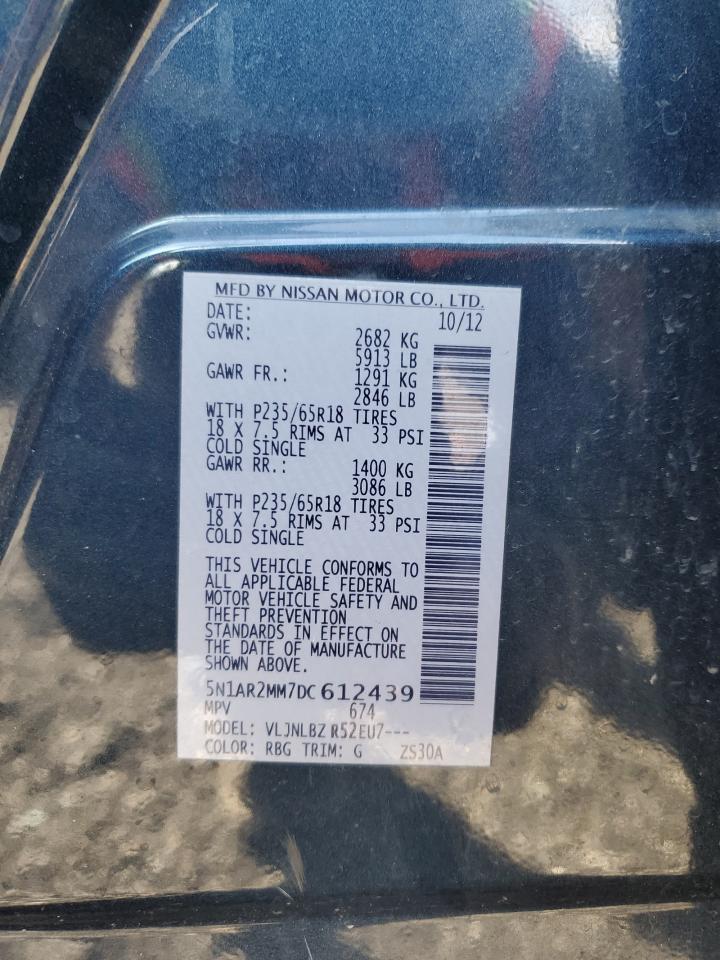 MFD BY NISSAN MOTOR CO., LTD.
DATE: 10/12
GVWR: 2682 KG
5913 LB
GAWR FR.: 1291 KG
2846 LB
WITH P235/65R18 TIRES
18 X 7.5 RIMS AT 33 PSI
COLD SINGLE
GAWR RR.: 1400 KG
3086 LB
WITH P235/65R18 TIRES
18 X 7.5 RIMS AT 33 PSI
COLD SINGLE
THIS VEHICLE CONFORMS TO
ALL APPLICABLE FEDERAL
MOTOR VEHICLE SAFETY AND
THEFT PREVENTION
STANDARDS IN EFFECT ON
THE DATE OF MANUFACTURE
SHOWN ABOVE.
5N1AR2MM7DC612439
MPV 674
MODEL: VLJNLBZ R52EU7---
COLOR: RBG TRIM: G ZS30A